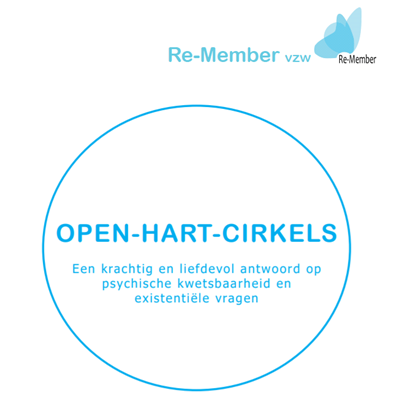 Re-Member vzw
Re-Member
OPEN-HART-CIRKELS
Een krachtig en liefdevol antwoord op
psychische kwetsbaarheid en
existentiële vragen